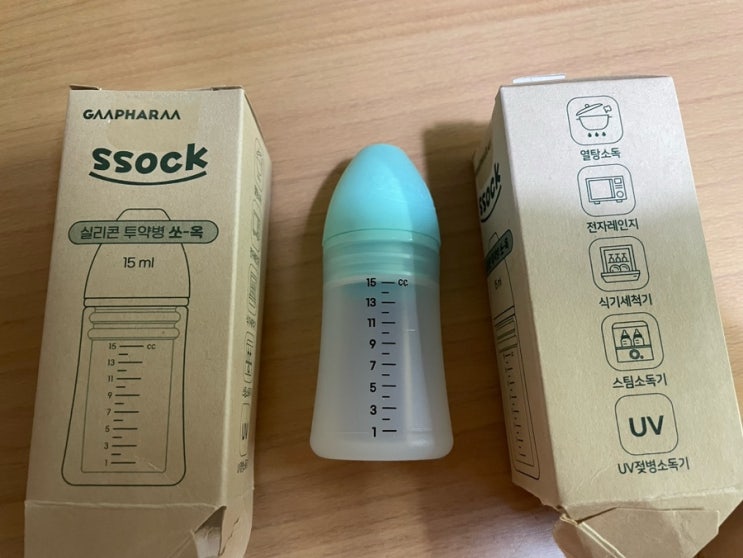 GAAPHARAA
ssock
실리콘 투약병 쏘-옥
15 ml
15 cc
13
11
9
7
5
3
1
15 cc
13
11
9
7
5
3
1
GAAPHARAA
ssock
열탕소독
전자레인지
식기세척기
스팀소독기
UV
UV젖병소독기